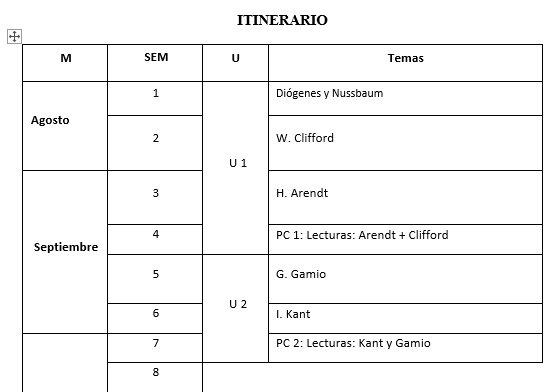 ITINERARIO
M SEM U Temas
Agosto
1
Diógenes y Nussbaum
2
W. Clifford
U 1
Septiembre
3
H. Arendt
4
PC 1: Lecturas: Arendt + Clifford
5
G. Gamio
U 2
6
I. Kant
7
PC 2: Lecturas: Kant y Gamio
8